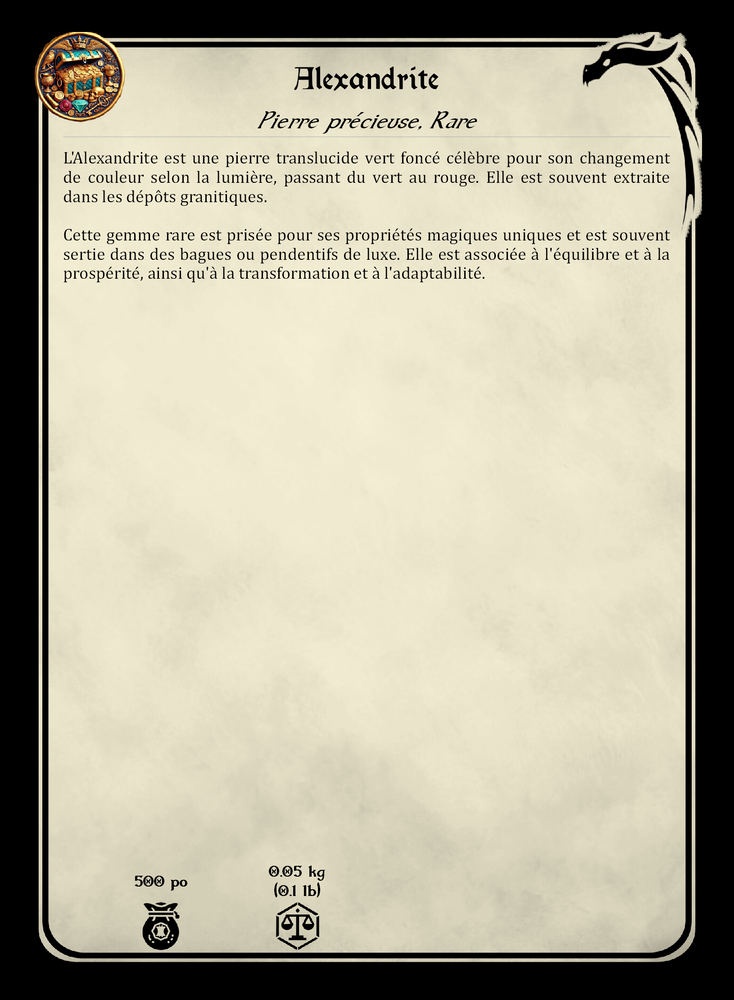 Alexandrite
Pierre précieuse, Rare
L'Alexandrite est une pierre translucide vert foncé célèbre pour son changement
de couleur selon la lumière, passant du vert au rouge. Elle est souvent extraite
dans les dépôts granitiques.
Cette gemme rare est prisée pour ses propriétés magiques uniques et est souvent
sertie dans des bagues ou pendentifs de luxe. Elle est associée à l'équilibre et à la
prospérité, ainsi qu'à la transformation et à l'adaptabilité.
500 po
0.05 kg
(0.1 lb)